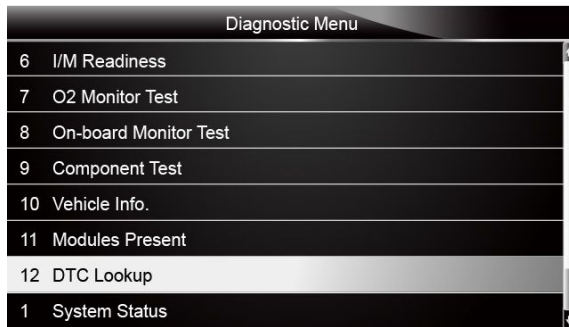 Diagnostic Menu
6 I/M Readiness
7 O2 Monitor Test
8 On-board Monitor Test
9 Component Test
10 Vehicle Info.
11 Modules Present
12 DTC Lookup
1 System Status